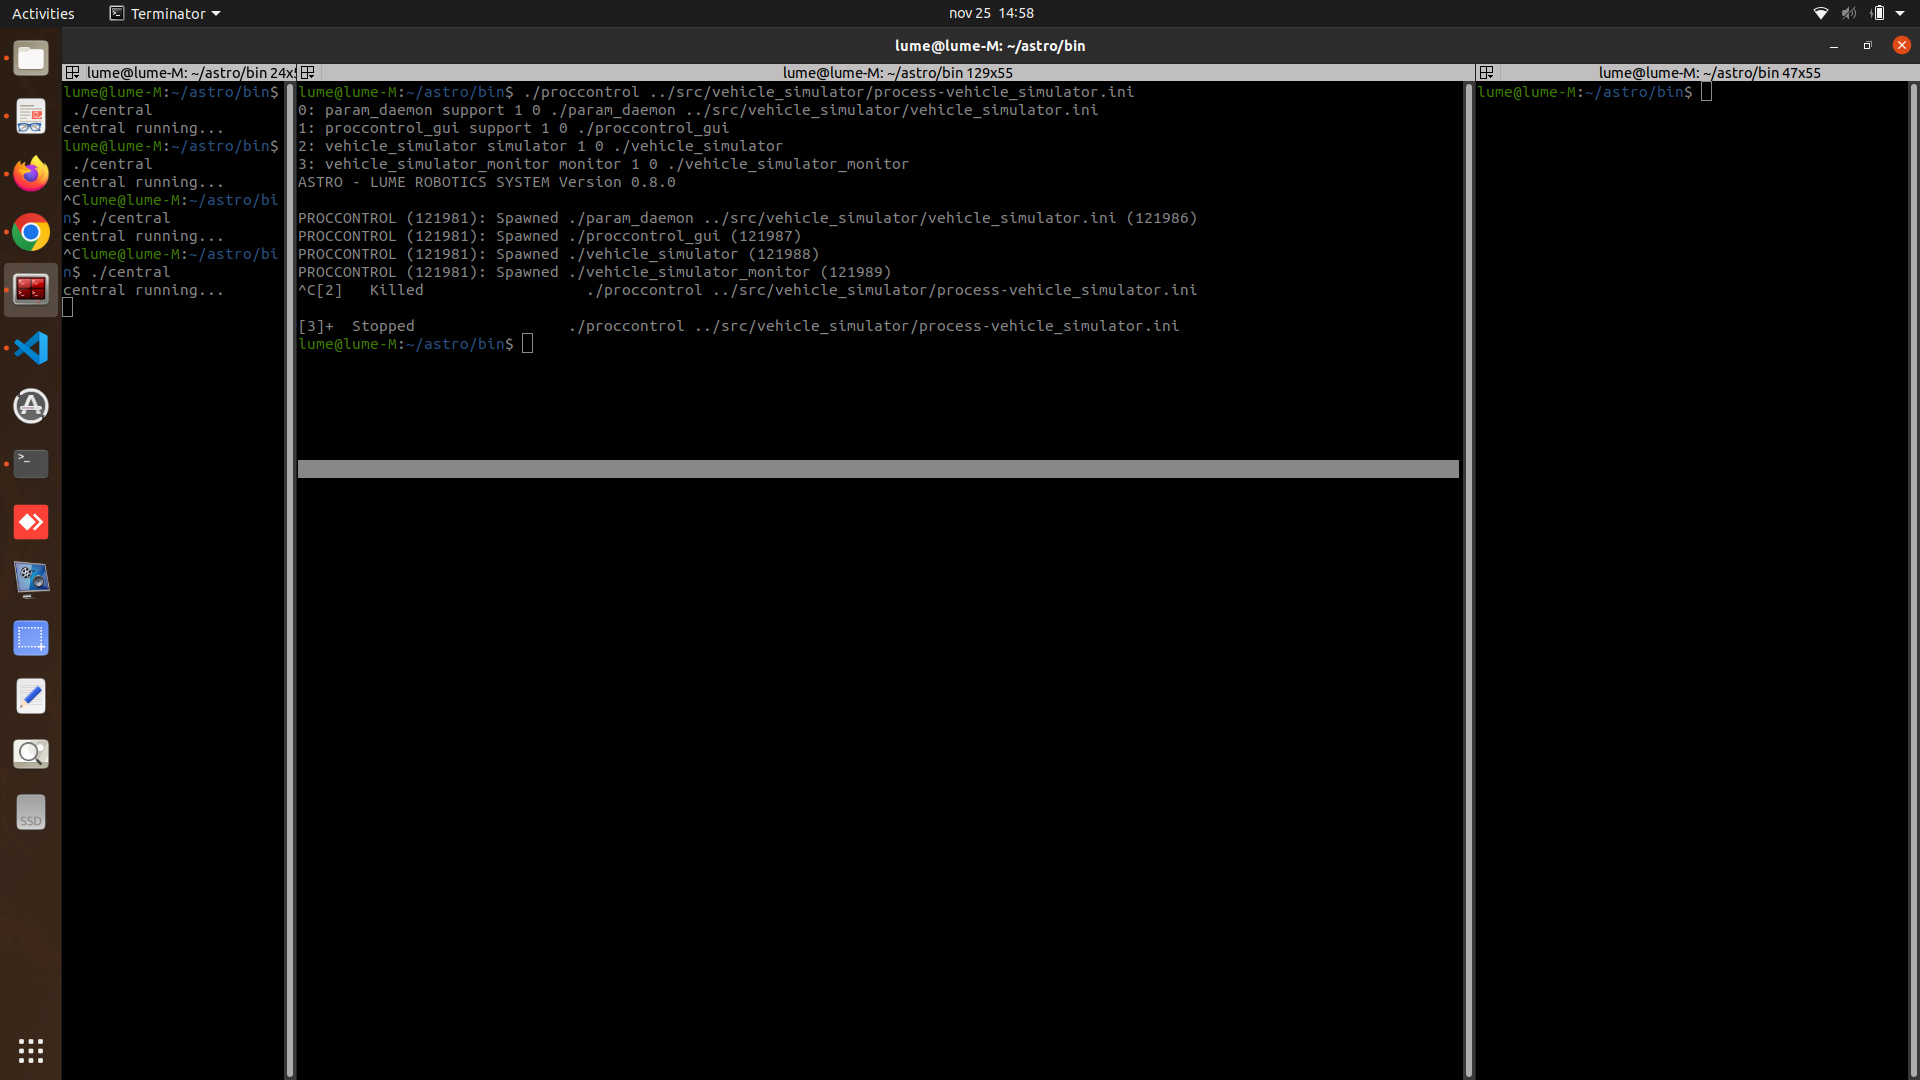 Activities
Terminator
nov 25 14:58
lume@lume-M: ~/astro/bin
lume@lume-M: ~/astro/bin 24x5
lume@lume-M:~/astro/bin$
./central
central running...
lume@lume-M:~/astro/bin$
./central
central running...
^Clume@lume-M:~/astro/bi
n$ ./central
central running...
^Clume@lume-M:~/astro/bi
n$ ./central
central running...
lume@lume-M: ~/astro/bin 129x55
lume@lume-M:~/astro/bin$ ./proccontrol ../src/vehicle_simulator/process-vehicle_simulator.ini
0: param_daemon support 1 0 ./param_daemon ../src/vehicle_simulator/vehicle_simulator.ini
1: proccontrol_gui support 1 0 ./proccontrol_gui
2: vehicle_simulator simulator 1 0 ./vehicle_simulator
3: vehicle_simulator_monitor monitor 1 0 ./vehicle_simulator_monitor
ASTRO - LUME ROBOTICS SYSTEM Version 0.8.0
PROCCONTROL (121981): Spawned ./param_daemon ../src/vehicle_simulator/vehicle_simulator.ini (121986)
PROCCONTROL (121981): Spawned ./proccontrol_gui (121987)
PROCCONTROL (121981): Spawned ./vehicle_simulator (121988)
PROCCONTROL (121981): Spawned ./vehicle_simulator_monitor (121989)
^C[2]   Killed                  ./proccontrol ../src/vehicle_simulator/process-vehicle_simulator.ini
[3]+  Stopped                 ./proccontrol ../src/vehicle_simulator/process-vehicle_simulator.ini
lume@lume-M:~/astro/bin$
lume@lume-M: ~/astro/bin 47x55
lume@lume-M:~/astro/bin$
SSD